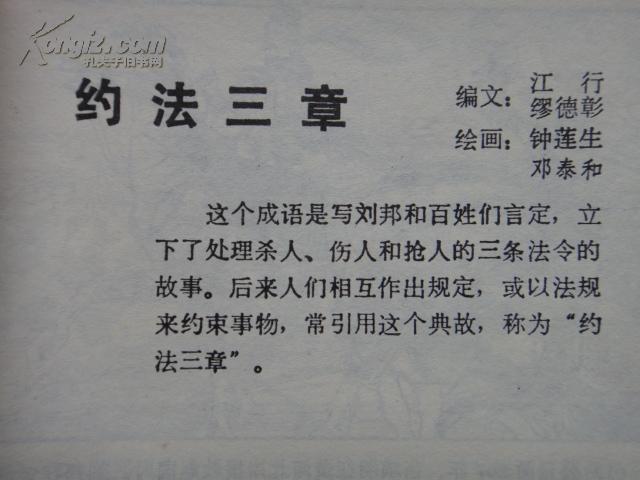 Kongfz.com
孔夫子旧书网
约法三章
编文：江行
缪德彰
绘画：钟莲生
邓泰和
这个成语是写刘邦和百姓们言定，立
下了处理杀人、伤人和抢人的三条法令的
故事。后来人们相互作出规定，或以法规
来约束事物，常引用这个典故，称为“约
法三章”。